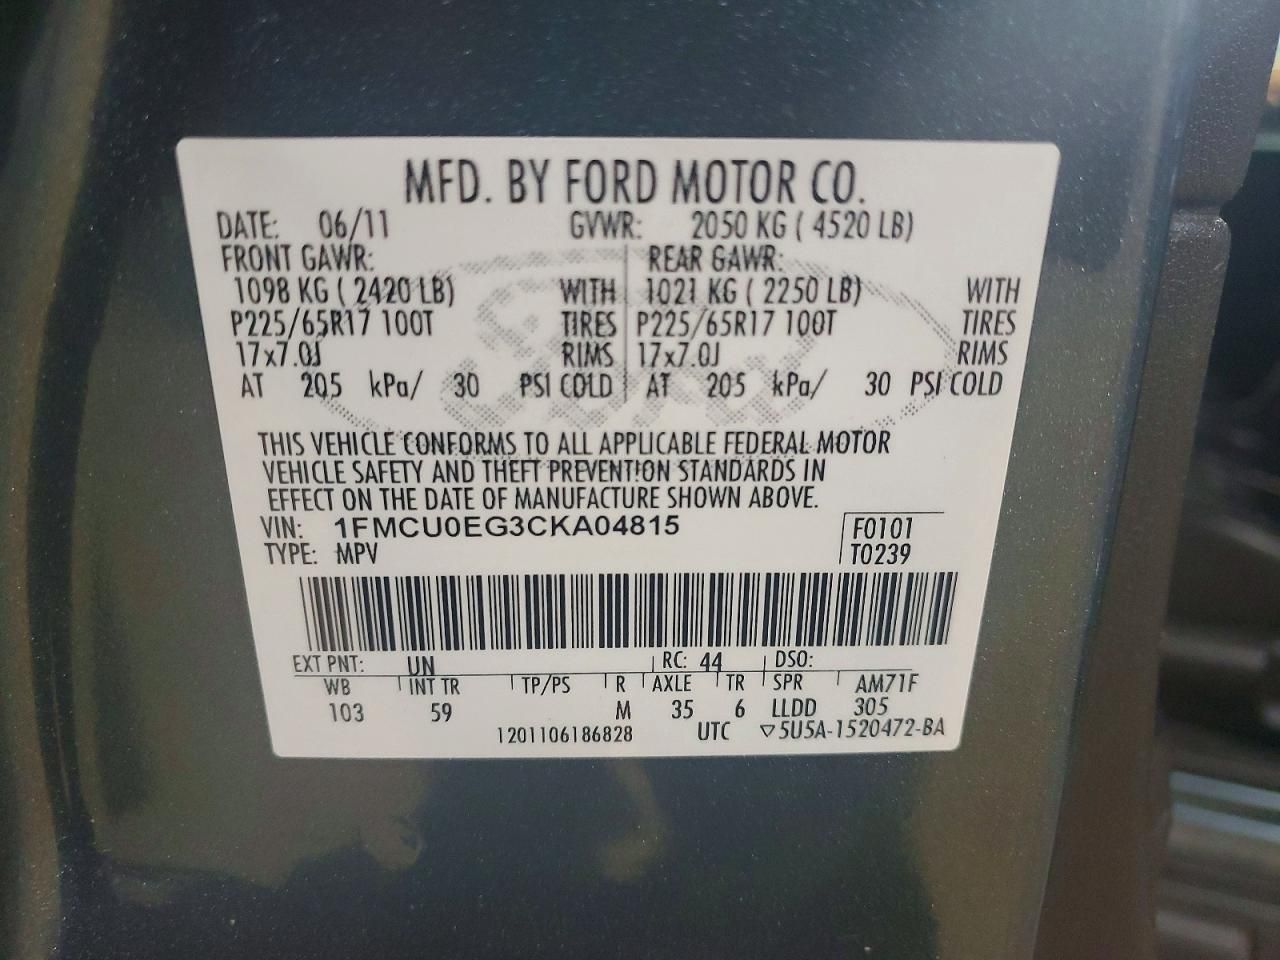 MFD. BY FORD MOTOR CO.
DATE: 06/11 GVWR: 2050 KG ( 4520 LB)
FRONT GAWR: REAR GAWR:
1098 KG ( 2420 LB) WITH 1021 KG ( 2250 LB) WITH
P225/65R17 100T TIRES P225/65R17 100T TIRES
17x7.0J RIMS 17x7.0J RIMS
AT 205 kPa/ 30 PSI COLD AT 205 kPa/ 30 PSI COLD
THIS VEHICLE CONFORMS TO ALL APPLICABLE FEDERAL MOTOR
VEHICLE SAFETY AND THEFT PREVENTION STANDARDS IN
EFFECT ON THE DATE OF MANUFACTURE SHOWN ABOVE.
VIN: 1FMCU0EG3CKA04815 F0101
TYPE: MPV T0239
EXT PNT: UN RC: 44 DSO:
WB INT TR TP/PS R AXLE TR SPR AM71F
103 59 M 35 6 LLDD 305
1201106186828 UTC ▽5U5A-1520472-BA